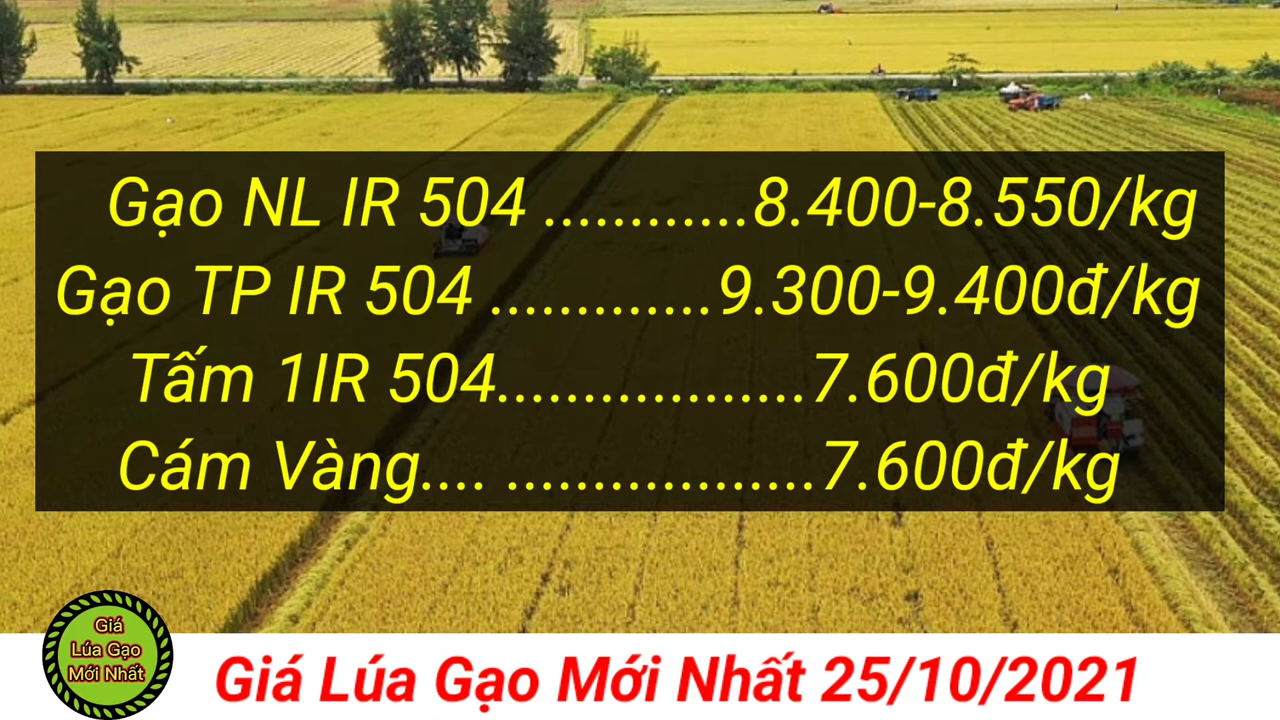 Gạo NL IR 504 ............8.400-8.550/kg
Gạo TP IR 504 .............9.300-9.400đ/kg
Tấm 1IR 504..................7.600đ/kg
Cám Vàng.... ..................7.600đ/kg
Giá
Lúa Gạo
Mới Nhất
Giá Lúa Gạo Mới Nhất 25/10/2021